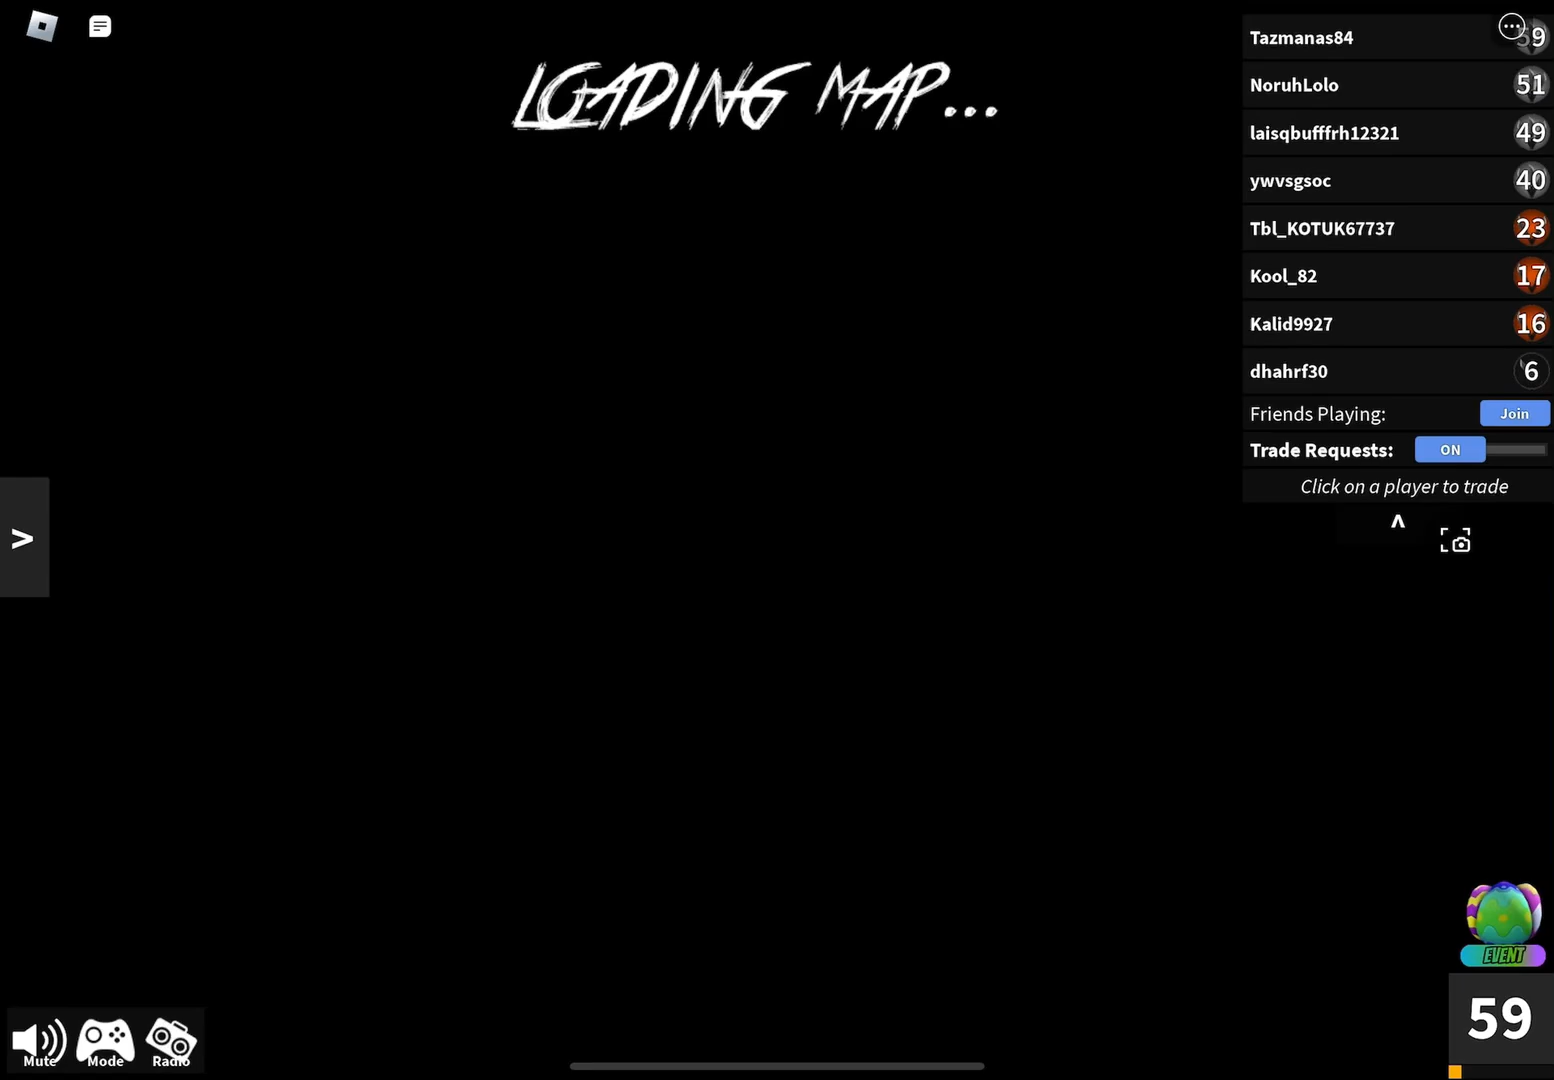 LOADING MAP...
Tazmanas84 59
NoruhLolo 51
laisqbufffrh12321 49
ywvsgsoc 40
Tbl_KOTUK67737 23
Kool_82 17
Kalid9927 16
dhahrf30 6
Friends Playing: Join
Trade Requests: ON
Click on a player to trade
^
>
EVENT
59
Mute Mode Radio